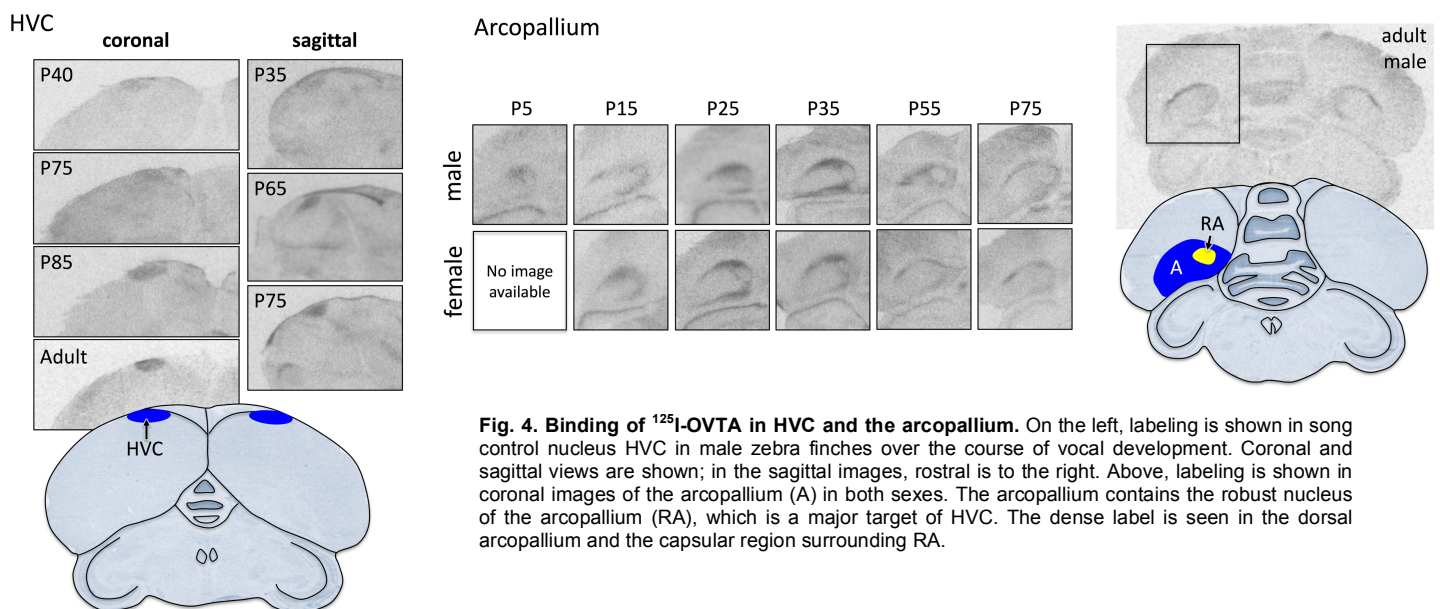 HVC
coronal
sagittal
P40
P75
P85
Adult
P35
P65
P75
HVC
Arcopallium
P5 P15 P25 P35 P55 P75
male
female
No image
available
adult
male
RA
A
Fig. 4. Binding of ¹²⁵I-OVTA in HVC and the arcopallium. On the left, labeling is shown in song
control nucleus HVC in male zebra finches over the course of vocal development. Coronal and
sagittal views are shown; in the sagittal images, rostral is to the right. Above, labeling is shown in
coronal images of the arcopallium (A) in both sexes. The arcopallium contains the robust nucleus
of the arcopallium (RA), which is a major target of HVC. The dense label is seen in the dorsal
arcopallium and the capsular region surrounding RA.